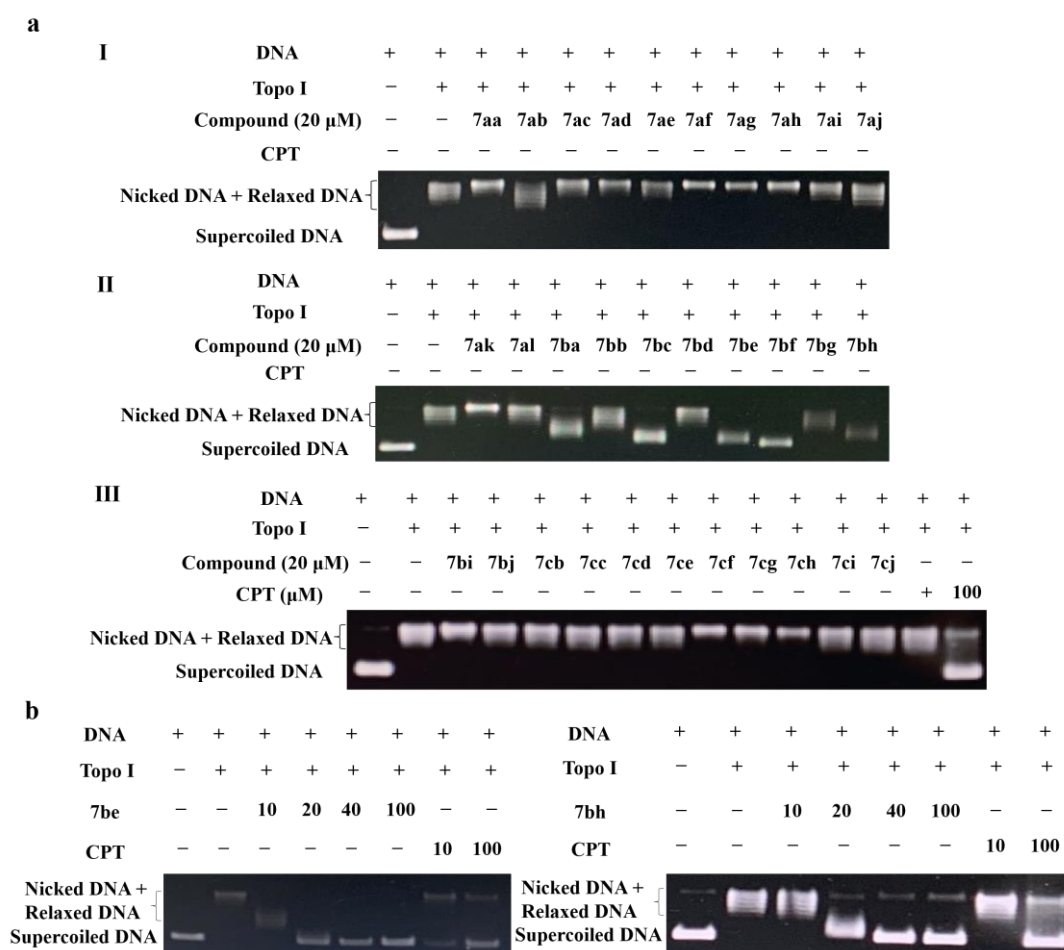 a
I
DNA + + + + + + + + + + + +
Topo I − + + + + + + + + + + +
Compound (20 μM) − − 7aa 7ab 7ac 7ad 7ae 7af 7ag 7ah 7ai 7aj
CPT − − − − − − − − − − − −
Nicked DNA + Relaxed DNA
Supercoiled DNA
II
DNA + + + + + + + + + + + +
Topo I − + + + + + + + + + + +
Compound (20 μM) − − 7ak 7al 7ba 7bb 7bc 7bd 7be 7bf 7bg 7bh
CPT − − − − − − − − − − − −
Nicked DNA + Relaxed DNA
Supercoiled DNA
III
DNA + + + + + + + + + + + + + + +
Topo I − + + + + + + + + + + + + + +
Compound (20 μM) − − 7bi 7bj 7cb 7cc 7cd 7ce 7cf 7cg 7ch 7ci 7cj − −
CPT (μM) − − − − − − − − − − − − − + 100
Nicked DNA + Relaxed DNA
Supercoiled DNA
b
DNA + + + + + + + +
Topo I − + + + + + + +
7be − − 10 20 40 100 − −
CPT − − − − − − 10 100
Nicked DNA +
Relaxed DNA
Supercoiled DNA
DNA + + + + + + + +
Topo I − + + + + + + +
7bh − − 10 20 40 100 − −
CPT − − − − − − 10 100
Nicked DNA +
Relaxed DNA
Supercoiled DNA